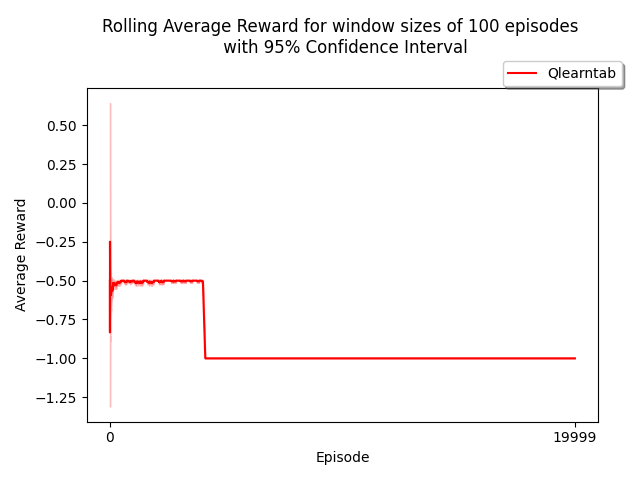 Rolling Average Reward for window sizes of 100 episodes
with 95% Confidence Interval
Qlearntab
Average Reward
0.50
0.25
0.00
−0.25
−0.50
−0.75
−1.00
−1.25
0
19999
Episode